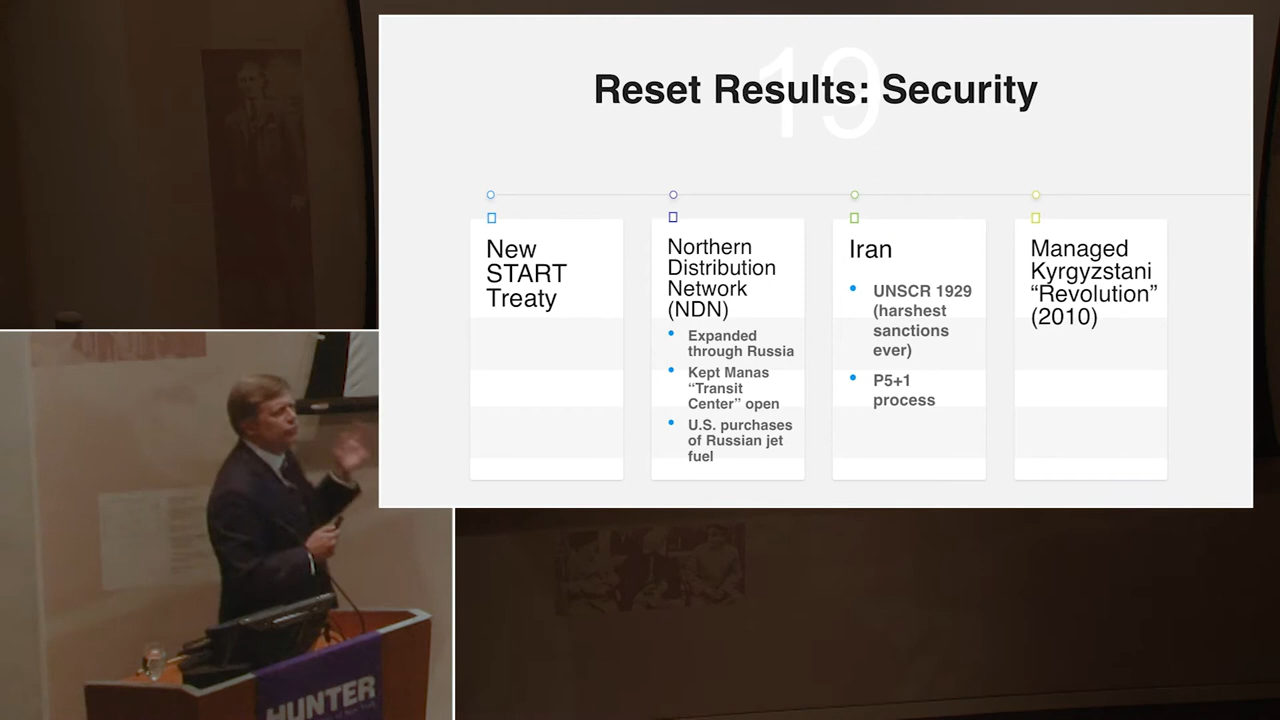 19
Reset Results: Security
New
START
Treaty
Northern
Distribution
Network
(NDN)
Expanded
through Russia
Kept Manas
“Transit
Center” open
U.S. purchases
of Russian jet
fuel
Iran
UNSCR 1929
(harshest
sanctions
ever)
P5+1
process
Managed
Kyrgyzstani
“Revolution”
(2010)
HUNTER